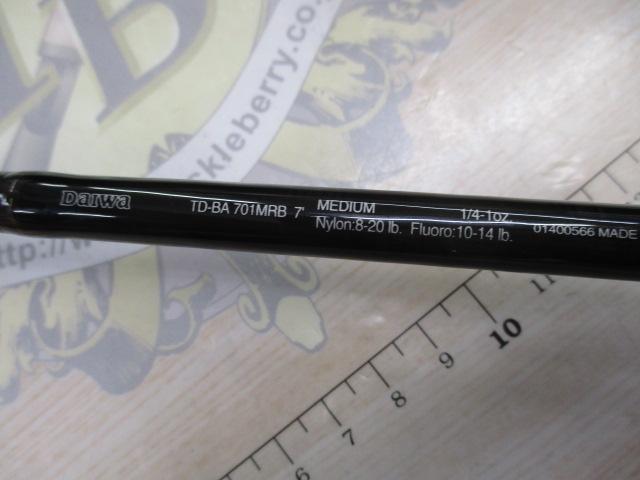 Daiwa TD-BA 701MRB 7' MEDIUM 1/4-1oz.
Nylon:8-20 lb. Fluoro:10-14 lb. 01400566 MADE
ckleberry.co
http://w
7 8 9 10 11